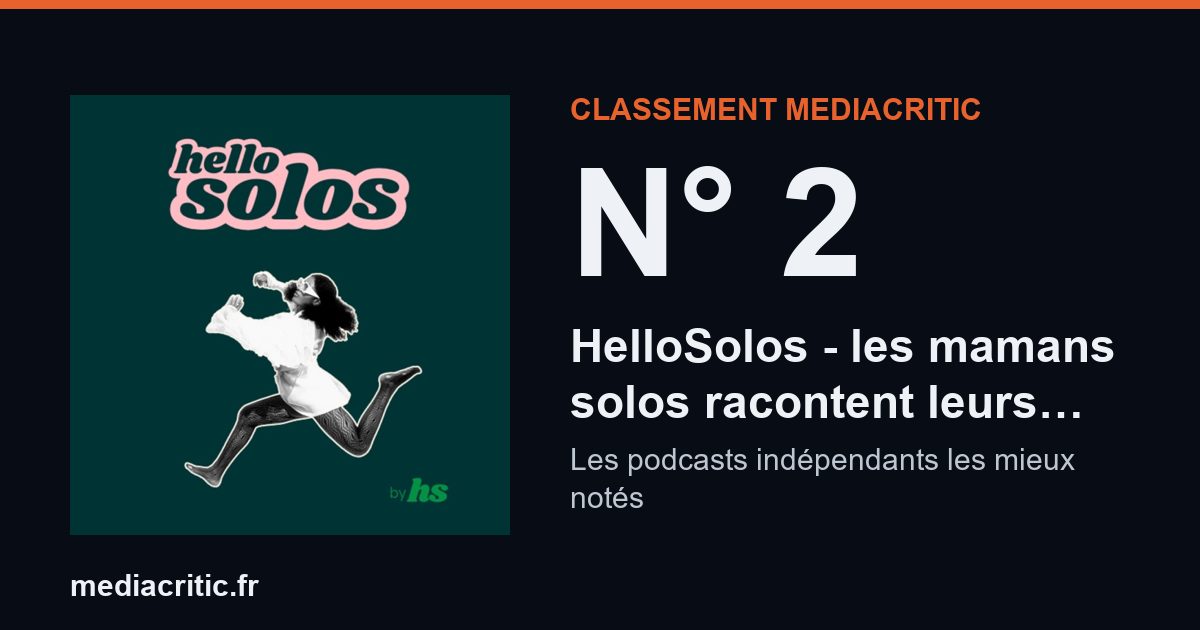 hello
solos
by hs
CLASSEMENT MEDIACRITIC
N° 2
HelloSolos - les mamans
solos racontent leurs…
Les podcasts indépendants les mieux
notés
mediacritic.fr